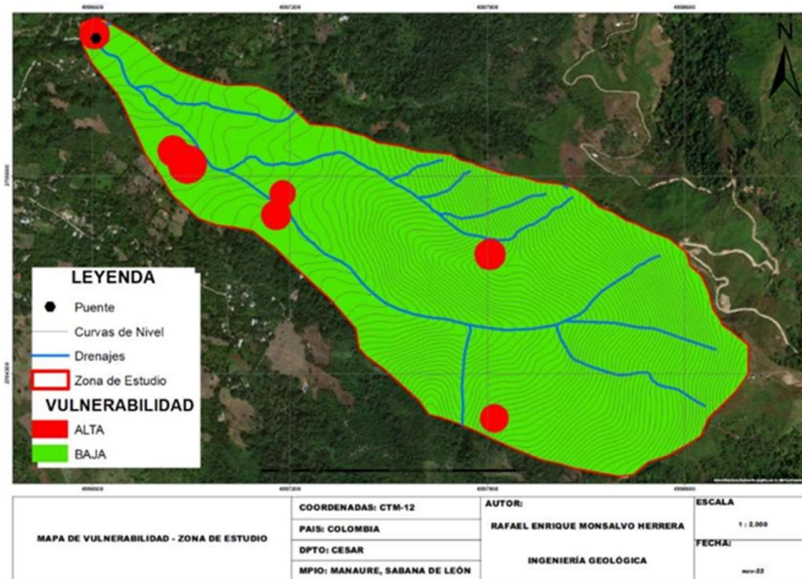 N
LEYENDA
Puente
Curvas de Nivel
Drenajes
Zona de Estudio
VULNERABILIDAD
ALTA
BAJA
MAPA DE VULNERABILIDAD - ZONA DE ESTUDIO
COORDENADAS: CTM-12
PAIS: COLOMBIA
DPTO: CESAR
MPIO: MANAURE, SABANA DE LEÓN
AUTOR:
RAFAEL ENRIQUE MONSALVO HERRERA
INGENIERÍA GEOLÓGICA
ESCALA
1 : 2.000
FECHA:
nov-22